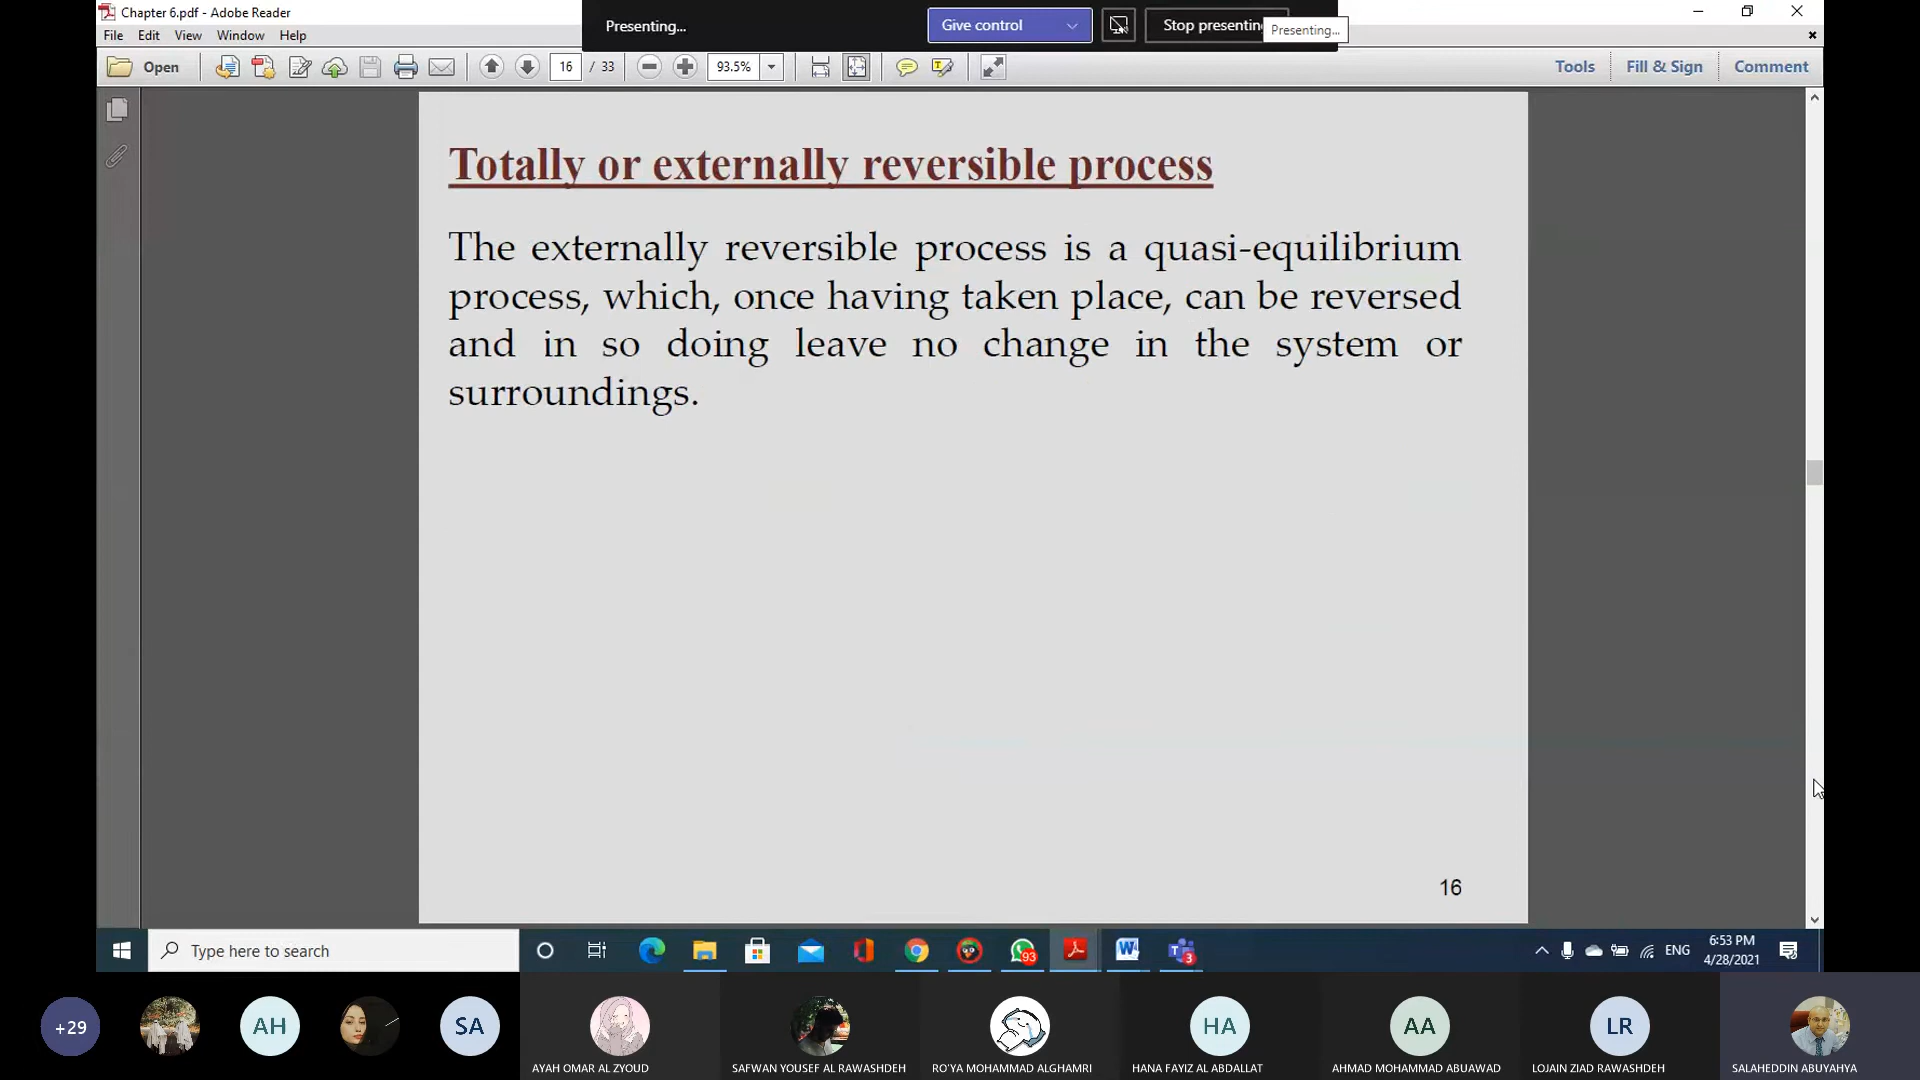 Chapter 6.pdf - Adobe Reader
Presenting...
Give control
Stop presenting
Presenting...
File Edit View Window Help
Open
16 / 33
93.5%
Tools Fill & Sign Comment
Totally or externally reversible process
The externally reversible process is a quasi-equilibrium
process, which, once having taken place, can be reversed
and in so doing leave no change in the system or
surroundings.
16
Type here to search
93
3
ENG
6:53 PM
4/28/2021
+29
AH
SA
HA
AA
LR
AYAH OMAR AL ZYOUD
SAFWAN YOUSEF AL RAWASHDEH
RO'YA MOHAMMAD ALGHAMRI
HANA FAYIZ AL ABDALLAT
AHMAD MOHAMMAD ABUAWAD
LOJAIN ZIAD RAWASHDEH
SALAHEDDIN ABUYAHYA